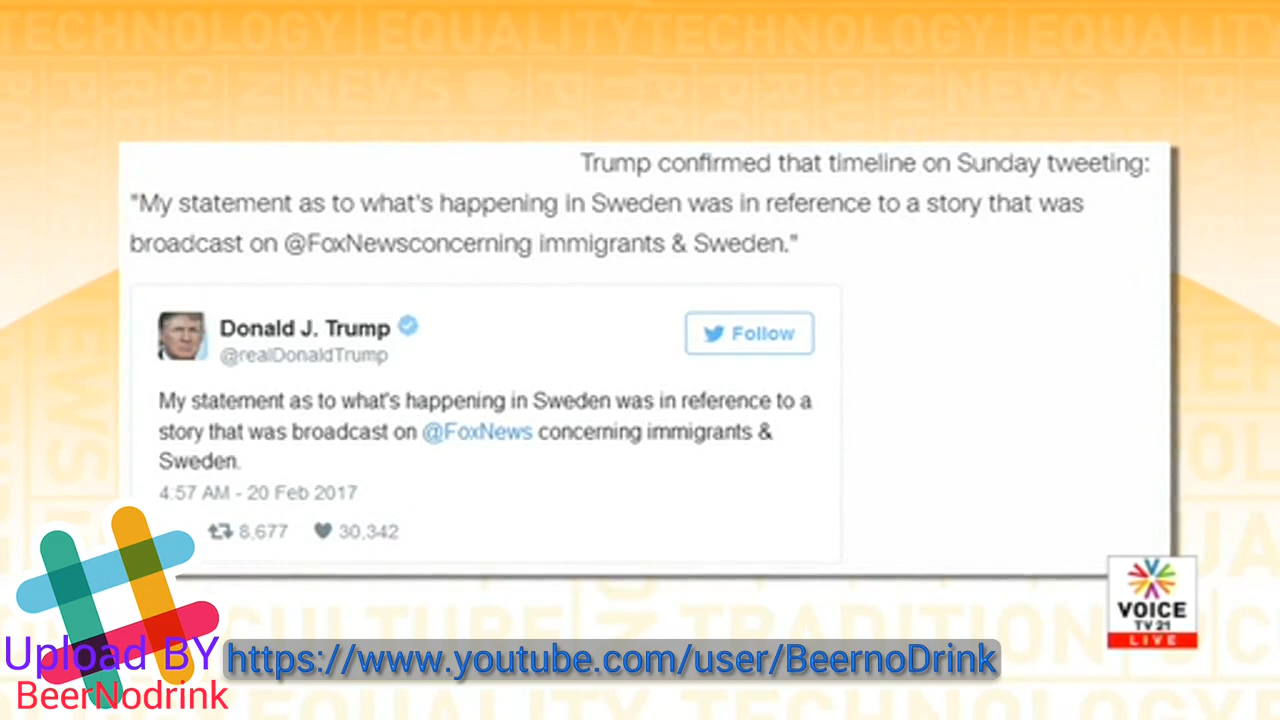 TECHNOLOGY EQUALITY TECHNOLOGY EQUALITY
NEWS NEWS
Trump confirmed that timeline on Sunday tweeting:
"My statement as to what's happening in Sweden was in reference to a story that was
broadcast on @FoxNewsconcerning immigrants & Sweden."
Donald J. Trump
@realDonaldTrump
Follow
My statement as to what's happening in Sweden was in reference to a
story that was broadcast on @FoxNews concerning immigrants &
Sweden.
4:57 AM - 20 Feb 2017
8,677 30,342
VOICE
TV 21
LIVE
CULTURE TRADITION
Upload BY
https://www.youtube.com/user/BeernoDrink
BeerNodrink